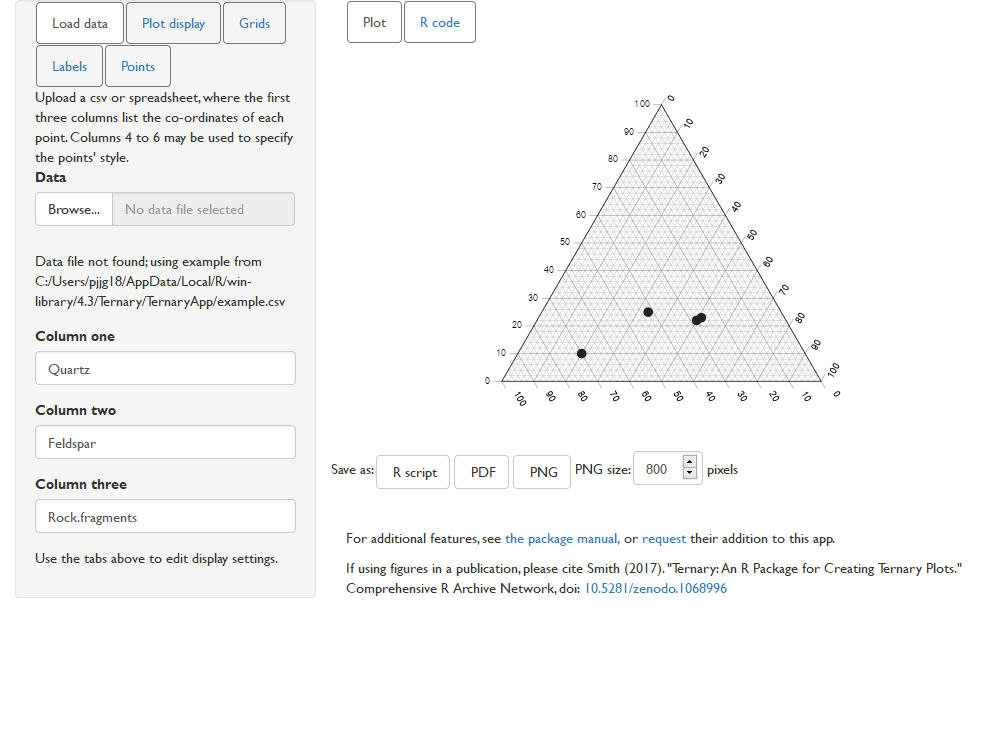 Load data
Plot display
Grids
Labels
Points
Upload a csv or spreadsheet, where the first
three columns list the co-ordinates of each
point. Columns 4 to 6 may be used to specify
the points' style.
Data
Browse... No data file selected
Data file not found; using example from
C:/Users/pjjg18/AppData/Local/R/win-
library/4.3/Ternary/TernaryApp/example.csv
Column one
Quartz
Column two
Feldspar
Column three
Rock.fragments
Use the tabs above to edit display settings.
Plot
R code
100
90
80
70
60
50
40
30
20
10
0
0
10
20
30
40
50
60
70
80
90
100
100
90
80
70
60
50
40
30
20
10
0
Save as: R script PDF PNG PNG size: 800 pixels
For additional features, see the package manual, or request their addition to this app.
If using figures in a publication, please cite Smith (2017). "Ternary: An R Package for Creating Ternary Plots."
Comprehensive R Archive Network, doi: 10.5281/zenodo.1068996